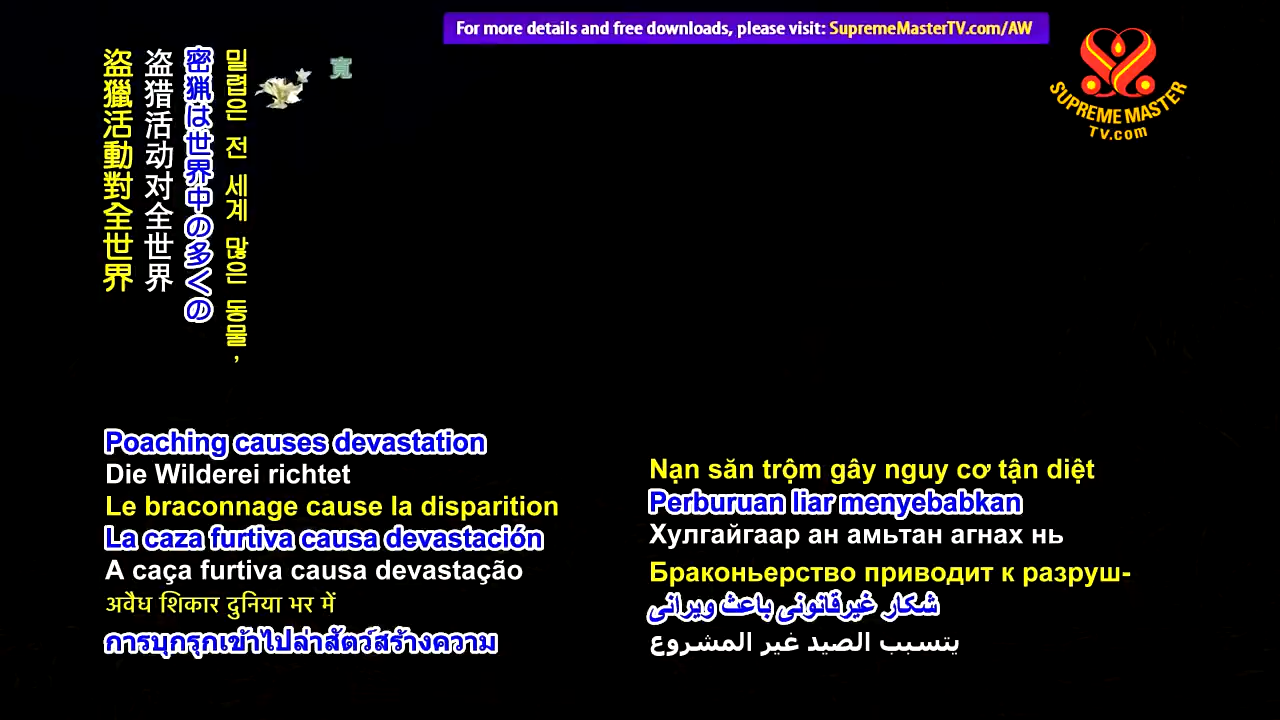 For more details and free downloads, please visit: SupremeMasterTV.com/AW
SUPREME MASTER
TV.com
寬
밀렵은 전 세계 많은 동물,
密猟は世界中の多くの
盗猎活动对全世界
盜獵活動對全世界
Poaching causes devastation
Die Wilderei richtet
Le braconnage cause la disparition
La caza furtiva causa devastación
A caça furtiva causa devastação
अवैध शिकार दुनिया भर में
การบุกรุกเข้าไปล่าสัตว์สร้างความ
Nạn săn trộm gây nguy cơ tận diệt
Perburuan liar menyebabkan
Хулгайгаар ан амьтан агнах нь
Браконьерство приводит к разруш-
شکار غیرقانونی باعث ویرانی
يتسبب الصيد غير المشروع